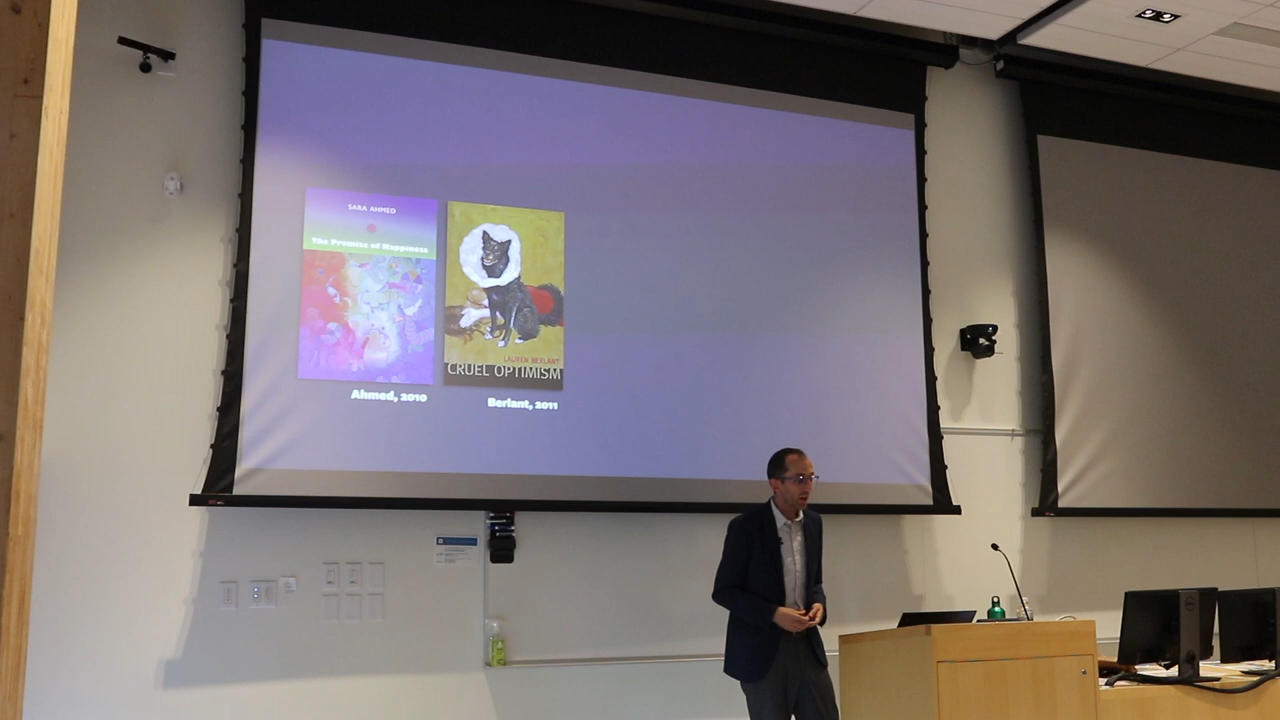 SARA AHMED
The Promise of Happiness
LAUREN BERLANT
CRUEL OPTIMISM
Ahmed, 2010
Berlant, 2011